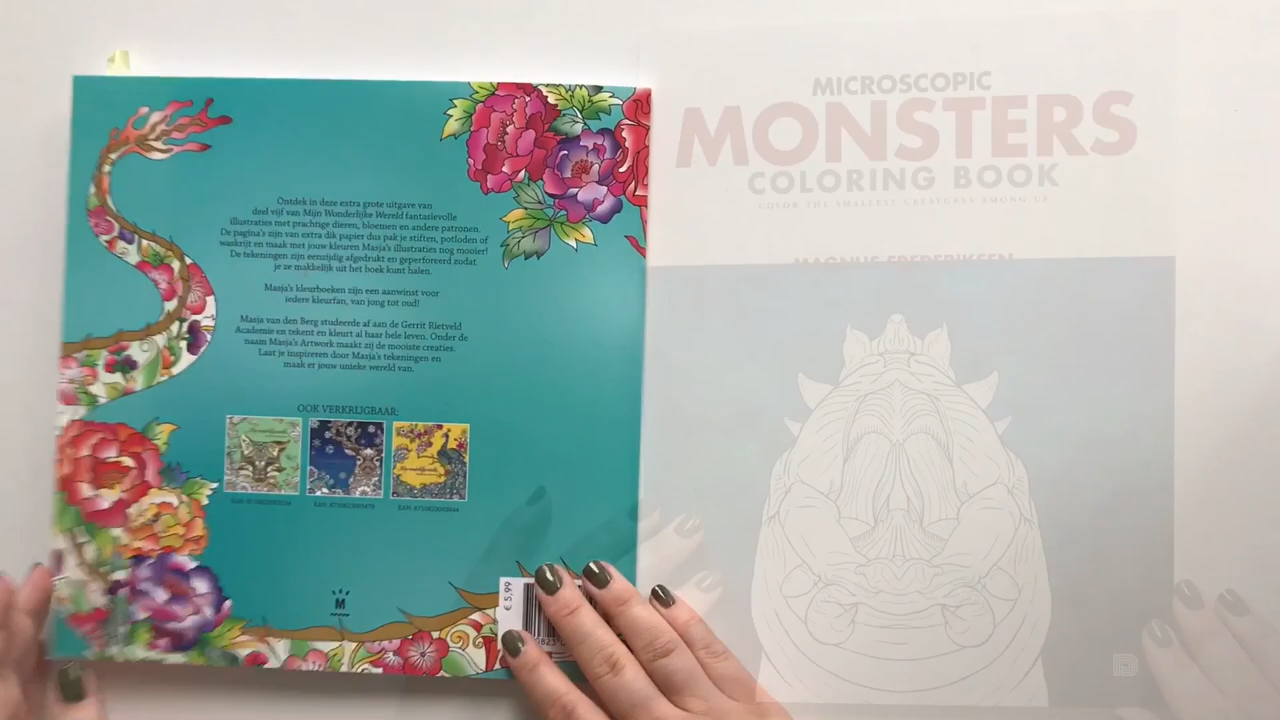 Ontdek in deze extra grote uitgave van
deel vijf van Mijn Wonderlijke Wereld fantasievolle
illustraties met prachtige dieren, bloemen en andere patronen.
De pagina's zijn van extra dik papier dus pak je stiften, potloden of
waskrijt en maak met jouw kleuren Masja's illustraties nog mooier!
De tekeningen zijn eenzijdig afgedrukt en geperforeerd zodat
je ze makkelijk uit het boek kunt halen.
Masja's kleurboeken zijn een aanwinst voor
iedere kleurfan, van jong tot oud!
Masja van den Berg studeerde af aan de Gerrit Rietveld
Academie en tekent en kleurt al haar hele leven. Onder de
naam Masja's Artwork maakt zij de mooiste creaties.
Laat je inspireren door Masja's tekeningen en
maak er jouw unieke wereld van.
OOK VERKRIJGBAAR:
M
€ 5,99
MICROSCOPIC
MONSTERS
COLORING BOOK
COLOR THE SMALLEST CREATURES AMONG US
MAGNUS FREDERIKSEN